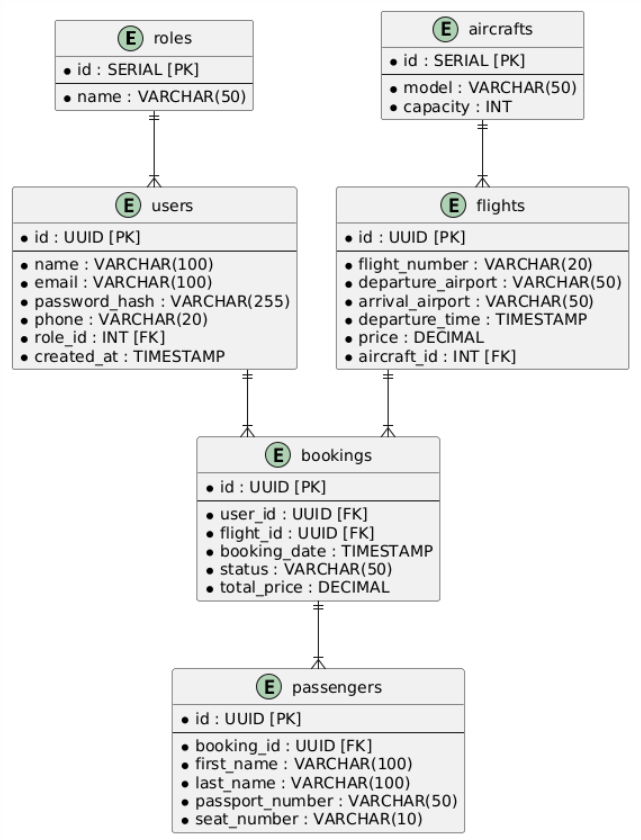 E roles
id : SERIAL [PK]
name : VARCHAR(50)
E aircrafts
id : SERIAL [PK]
model : VARCHAR(50)
capacity : INT
E users
id : UUID [PK]
name : VARCHAR(100)
email : VARCHAR(100)
password_hash : VARCHAR(255)
phone : VARCHAR(20)
role_id : INT [FK]
created_at : TIMESTAMP
E flights
id : UUID [PK]
flight_number : VARCHAR(20)
departure_airport : VARCHAR(50)
arrival_airport : VARCHAR(50)
departure_time : TIMESTAMP
price : DECIMAL
aircraft_id : INT [FK]
E bookings
id : UUID [PK]
user_id : UUID [FK]
flight_id : UUID [FK]
booking_date : TIMESTAMP
status : VARCHAR(50)
total_price : DECIMAL
E passengers
id : UUID [PK]
booking_id : UUID [FK]
first_name : VARCHAR(100)
last_name : VARCHAR(100)
passport_number : VARCHAR(50)
seat_number : VARCHAR(10)